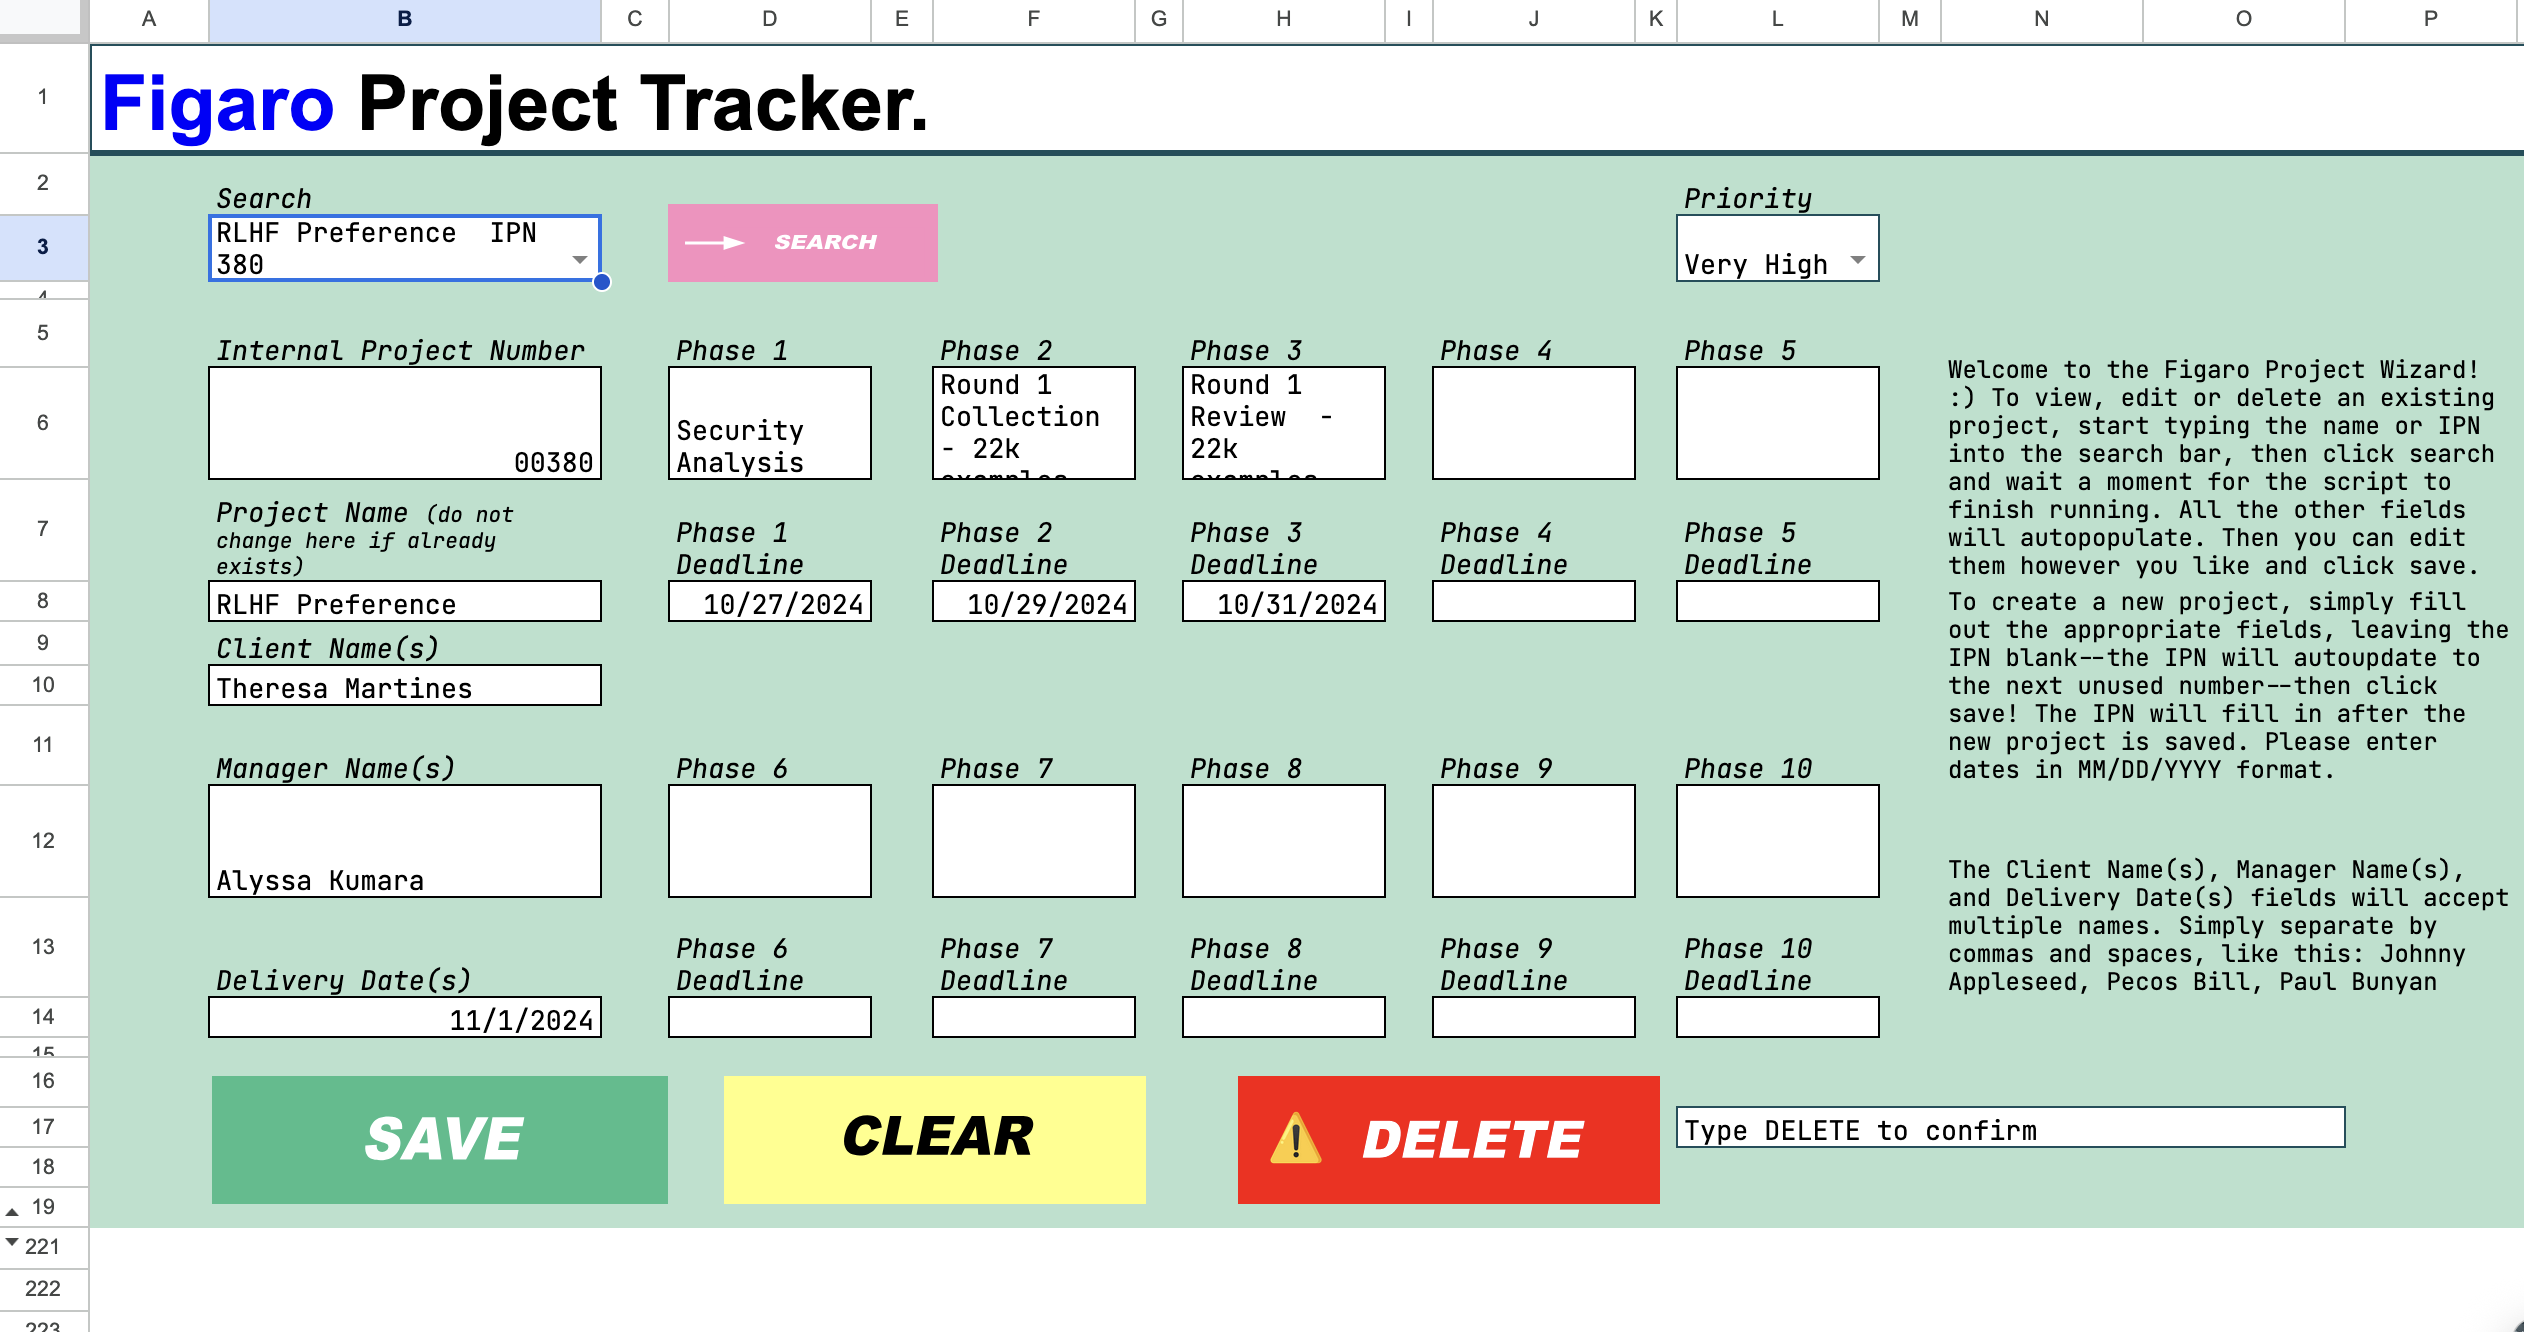 A B C D E F G H I J K L M N O P
1
Figaro Project Tracker.
2
Search
Priority
3
RLHF Preference  IPN
380
SEARCH
Very High
4
5
Internal Project Number
Phase 1
Phase 2
Phase 3
Phase 4
Phase 5
6
00380
Security
Analysis
Round 1
Collection
- 22k
examples
Round 1
Review  -
22k
examples
7
Project Name (do not
change here if already
exists)
Phase 1
Deadline
Phase 2
Deadline
Phase 3
Deadline
Phase 4
Deadline
Phase 5
Deadline
8
RLHF Preference
10/27/2024
10/29/2024
10/31/2024
9
Client Name(s)
10
Theresa Martines
11
Manager Name(s)
Phase 6
Phase 7
Phase 8
Phase 9
Phase 10
12
Alyssa Kumara
13
Delivery Date(s)
Phase 6
Deadline
Phase 7
Deadline
Phase 8
Deadline
Phase 9
Deadline
Phase 10
Deadline
14
11/1/2024
15
Welcome to the Figaro Project Wizard!
:) To view, edit or delete an existing
project, start typing the name or IPN
into the search bar, then click search
and wait a moment for the script to
finish running. All the other fields
will autopopulate. Then you can edit
them however you like and click save.
To create a new project, simply fill
out the appropriate fields, leaving the
IPN blank--the IPN will autoupdate to
the next unused number--then click
save! The IPN will fill in after the
new project is saved. Please enter
dates in MM/DD/YYYY format.
The Client Name(s), Manager Name(s),
and Delivery Date(s) fields will accept
multiple names. Simply separate by
commas and spaces, like this: Johnny
Appleseed, Pecos Bill, Paul Bunyan
16
17
SAVE
CLEAR
DELETE
Type DELETE to confirm
18
19
221
222
223